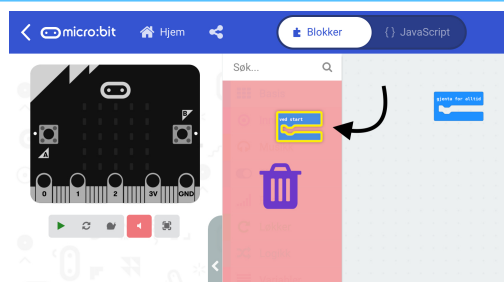 micro:bit
Hjem
Blokker
{ } JavaScript
Søk...
ved start
gjenta for alltid
B
A
0 1 2 3V GND